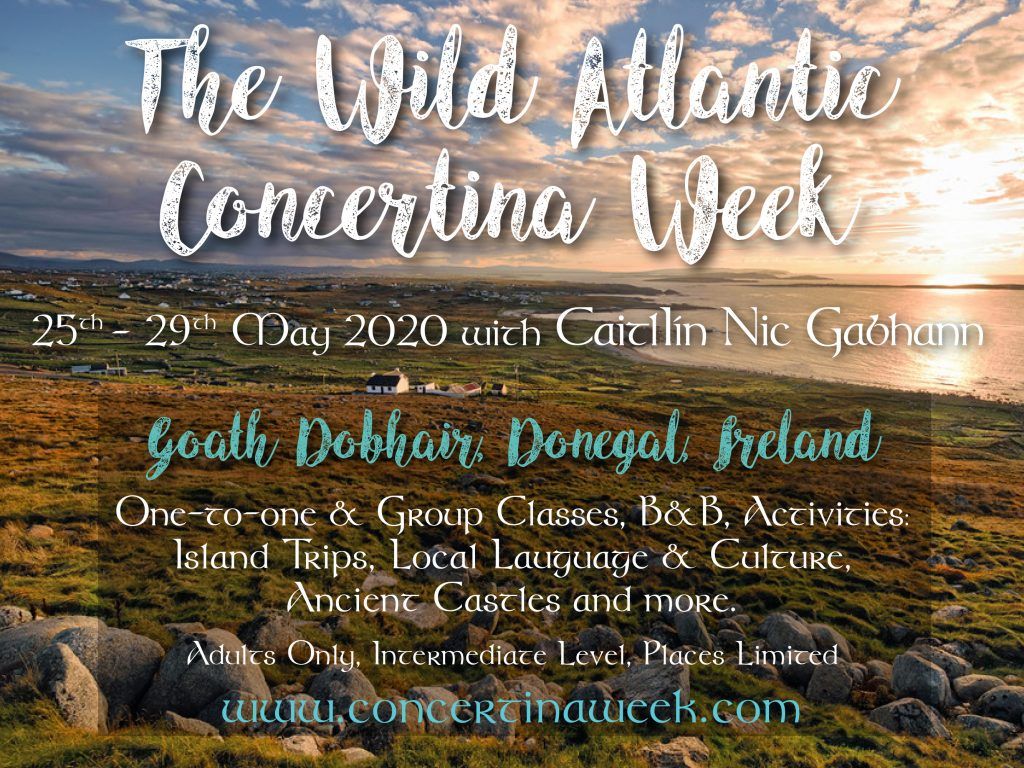 The Wild Atlantic
Concertina Week
25th - 29th May 2020 with Caitlín Nic Gabhann
Goath Dobhair, Donegal, Ireland
One-to-one & Group Classes, B&B, Activities:
Island Trips, Local Lauguage & Culture,
Ancient Castles and more.
Adults Only, Intermediate Level, Places Limited
www.concertinaweek.com